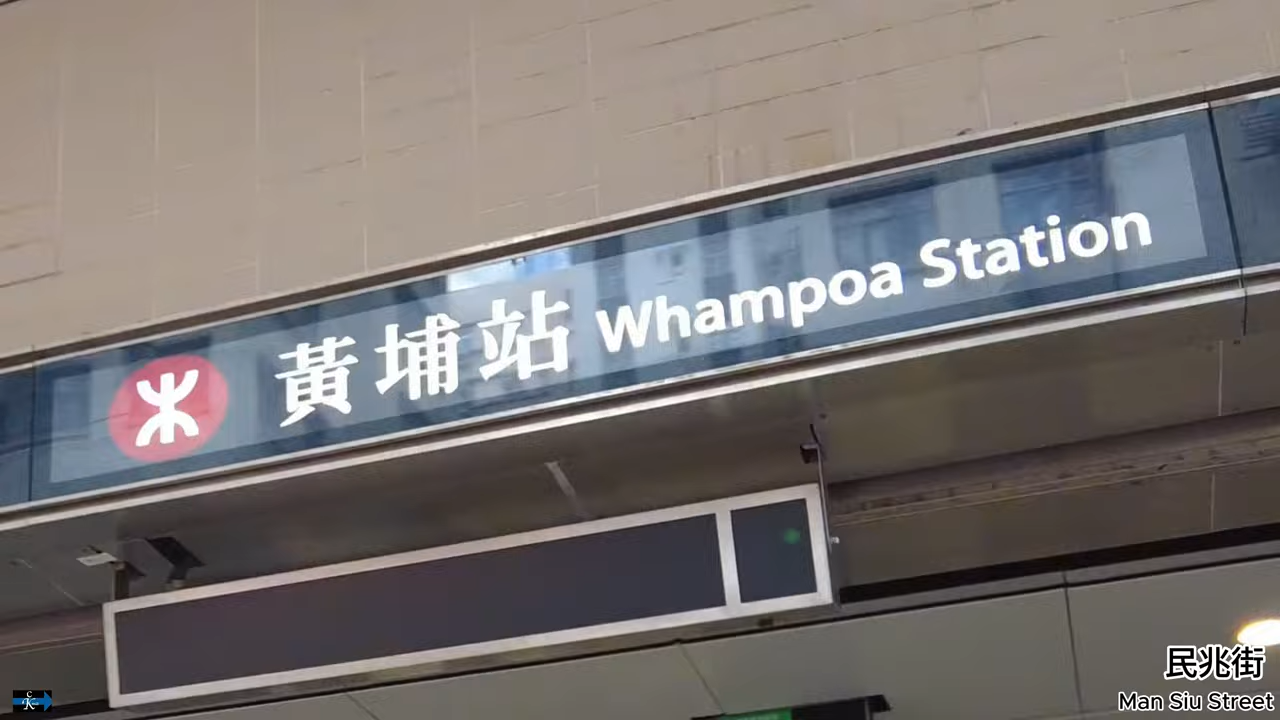 黃埔站 Whampoa Station
民兆街
Man Siu Street